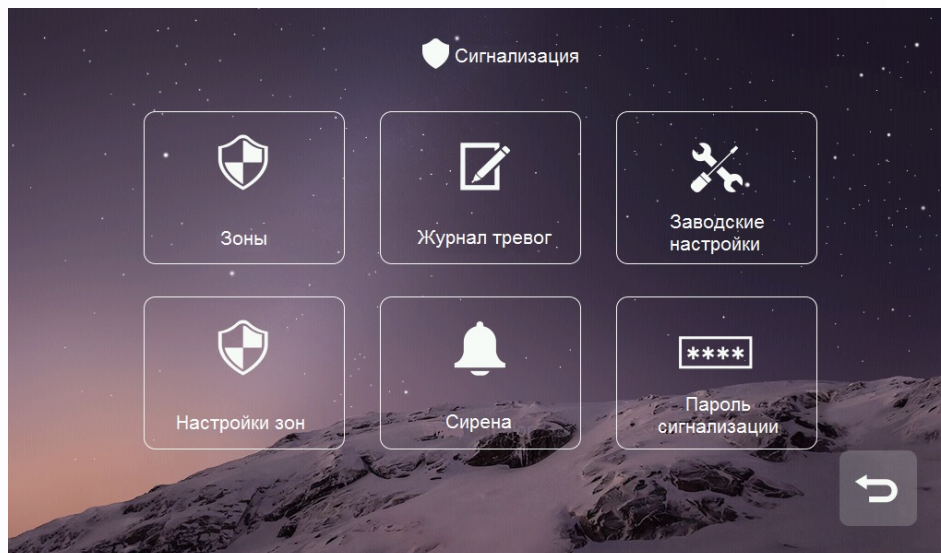 Сигнализация
Зоны
Журнал тревог
Заводские
настройки
Настройки зон
Сирена
****
Пароль
сигнализации